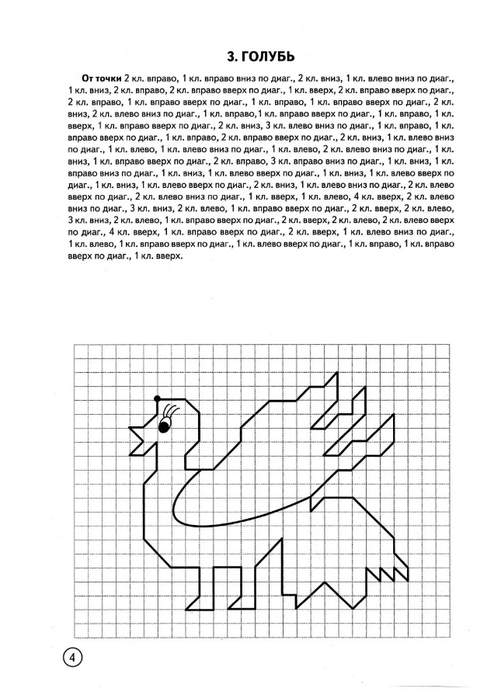 3. ГОЛУБЬ
От точки 2 кл. вправо, 1 кл. вправо вниз по диаг., 2 кл. вниз, 1 кл. влево вниз по диаг.,
1 кл. вниз, 2 кл. вправо, 2 кл. вправо вверх по диаг., 1 кл. вверх, 2 кл. вправо вверх по диаг.,
2 кл. вправо, 1 кл. вправо вверх по диаг., 1 кл. вправо, 1 кл. вправо вверх по диаг., 2 кл.
вниз, 2 кл. влево вниз по диаг., 1 кл. вправо,1 кл. вправо вверх по диаг., 1 кл. вправо, 1 кл.
вверх, 1 кл. вправо вверх по диаг., 2 кл. вниз, 3 кл. влево вниз по диаг., 1 кл. вправо, 1 кл.
вправо вверх по диаг., 1 кл. вправо, 2 кл. вправо вверх по диаг., 2 кл. вниз, 1 кл. влево вниз
по диаг., 1 кл. влево, 1 кл. влево вниз по диаг., 1 кл. влево, 2 кл. влево вниз по диаг., 1 кл.
вниз, 1 кл. вправо вверх по диаг., 2 кл. вправо, 3 кл. вправо вниз по диаг., 1 кл. вниз, 1 кл.
вправо вниз по диаг., 1 кл. вниз, 1 кл. влево вверх по диаг., 1 кл. вниз, 1 кл. влево вверх по
диаг., 1 кл. вниз, 1 кл. влево вверх по диаг., 2 кл. вниз, 1 кл. влево вниз по диаг., 2 кл. влево
вверх по диаг., 2 кл. влево вниз по диаг., 1 кл. вверх, 1 кл. влево, 4 кл. вверх, 2 кл. влево
вниз по диаг., 3 кл. вниз, 2 кл. влево, 1 кл. вправо вверх по диаг., 2 кл. вверх, 2 кл. влево,
3 кл. вниз, 2 кл. влево, 1 кл. вправо вверх по диаг., 2 кл. вверх, 2 кл. влево, 2 кл. влево вверх
по диаг., 4 кл. вверх, 1 кл. вправо вверх по диаг., 2 кл. вверх, 1 кл. влево вниз по диаг.,
1 кл. влево, 1 кл. вправо вверх по диаг., 1 кл. влево вверх по диаг., 1 кл. вправо, 1 кл. вправо
вверх по диаг., 1 кл. вверх.
4